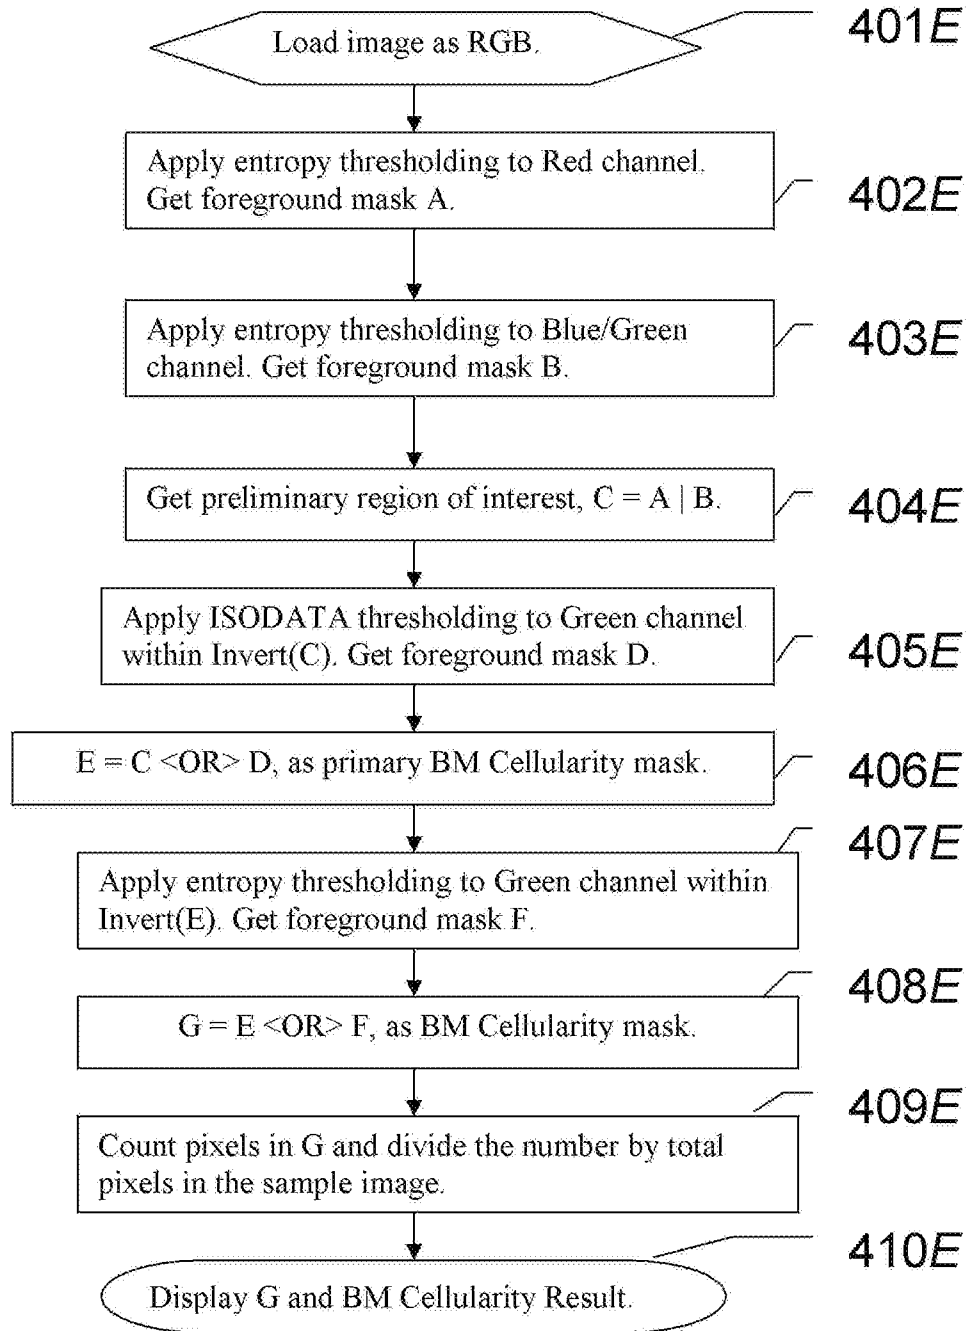 Load image as RGB.
401E
Apply entropy thresholding to Red channel.
Get foreground mask A.
402E
Apply entropy thresholding to Blue/Green
channel. Get foreground mask B.
403E
Get preliminary region of interest, C = A | B.
404E
Apply ISODATA thresholding to Green channel
within Invert(C). Get foreground mask D.
405E
E = C <OR> D, as primary BM Cellularity mask.
406E
407E
Apply entropy thresholding to Green channel within
Invert(E). Get foreground mask F.
408E
G = E <OR> F, as BM Cellularity mask.
409E
Count pixels in G and divide the number by total
pixels in the sample image.
410E
Display G and BM Cellularity Result.